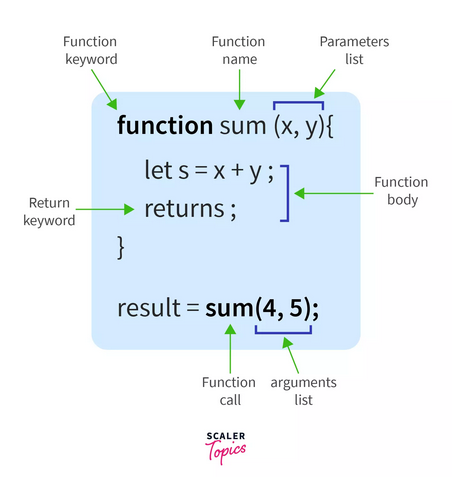 Function
keyword
Function
name
Parameters
list
function sum (x, y){
let s = x + y ;
returns ;
}
Return
keyword
Function
body
result = sum(4, 5);
Function
call
arguments
list
SCALER
Topics